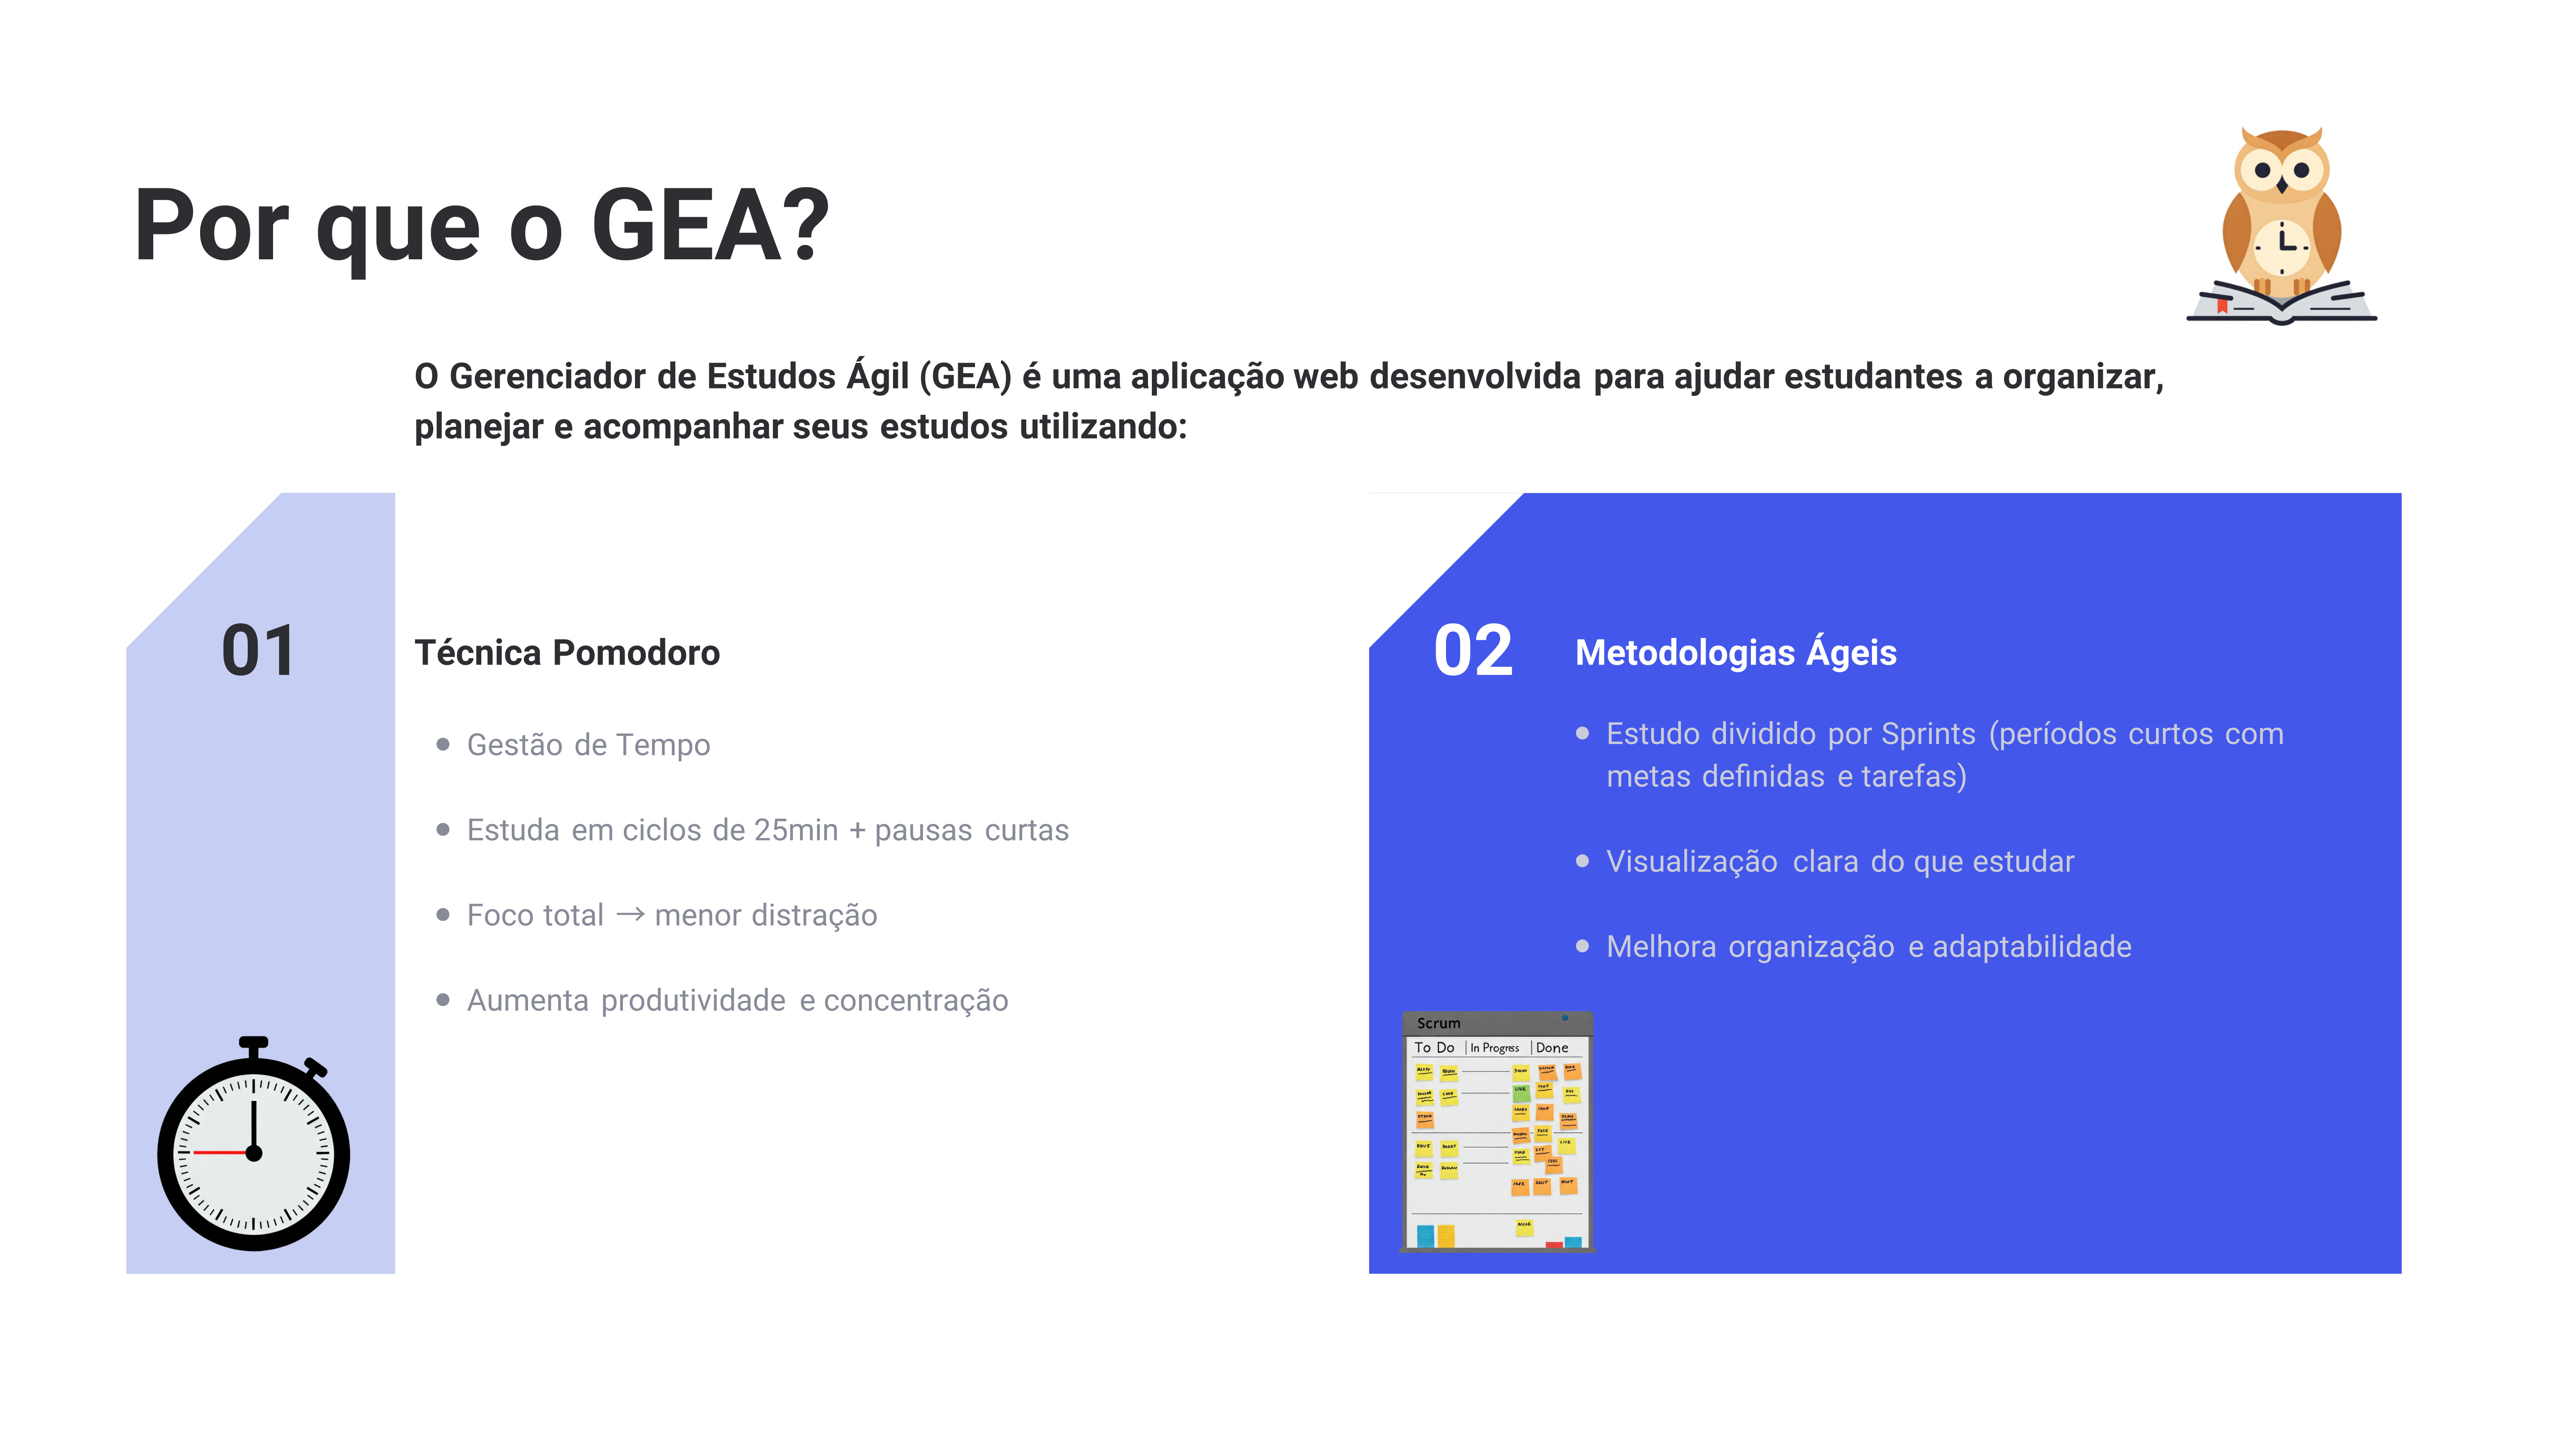 Por que o GEA?
O Gerenciador de Estudos Ágil (GEA) é uma aplicação web desenvolvida para ajudar estudantes a organizar,
planejar e acompanhar seus estudos utilizando:
01
Técnica Pomodoro
Gestão de Tempo
Estuda em ciclos de 25min + pausas curtas
Foco total → menor distração
Aumenta produtividade e concentração
02
Metodologias Ágeis
Estudo dividido por Sprints (períodos curtos com
metas definidas e tarefas)
Visualização clara do que estudar
Melhora organização e adaptabilidade
Scrum
To Do
In Progress
Done